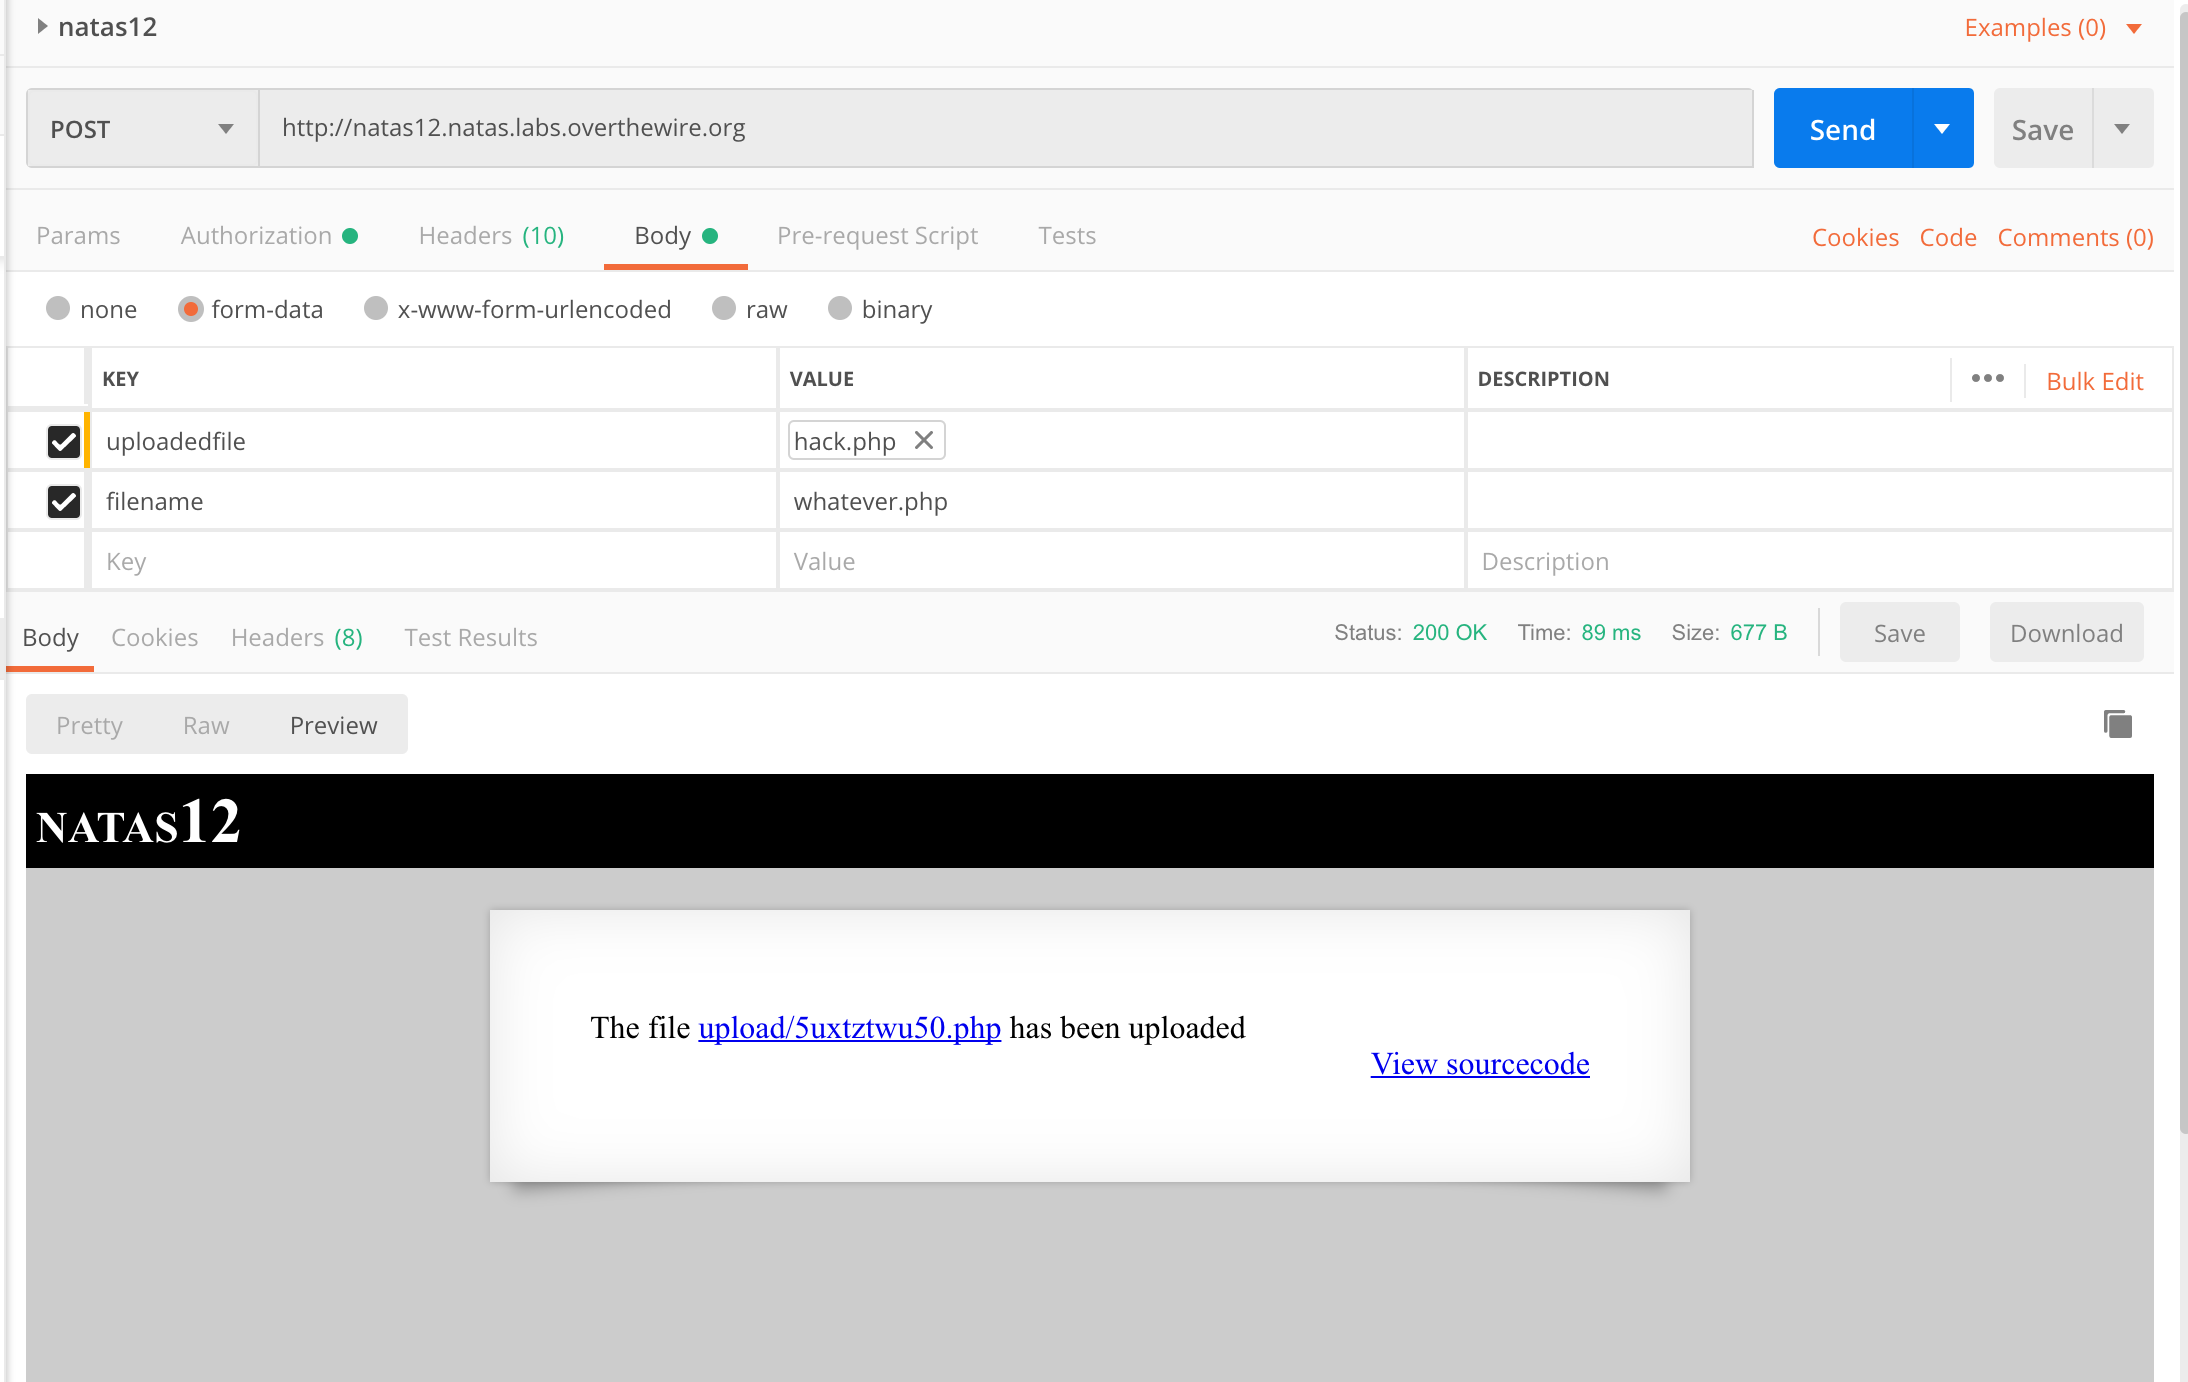 natas12
Examples (0)
POST http://natas12.natas.labs.overthewire.org Send Save
Params Authorization Headers (10) Body Pre-request Script Tests Cookies Code Comments (0)
none form-data x-www-form-urlencoded raw binary
KEY VALUE DESCRIPTION ••• Bulk Edit
uploadedfile hack.php
filename whatever.php
Key Value Description
Body Cookies Headers (8) Test Results Status: 200 OK Time: 89 ms Size: 677 B Save Download
Pretty Raw Preview
NATAS12
The file upload/5uxtztwu50.php has been uploaded
View sourcecode